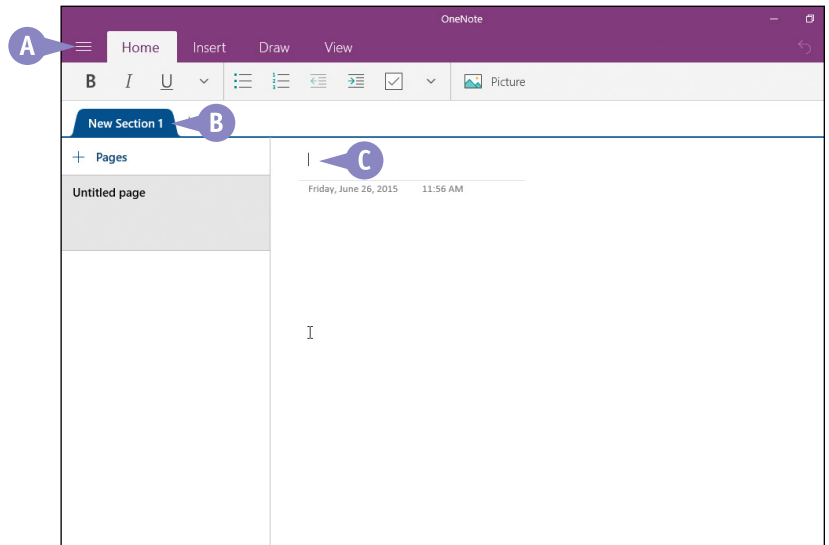 OneNote
A
Home Insert Draw View
B I U Picture
New Section 1 B
+ Pages
C
Untitled page
Friday, June 26, 2015 11:56 AM